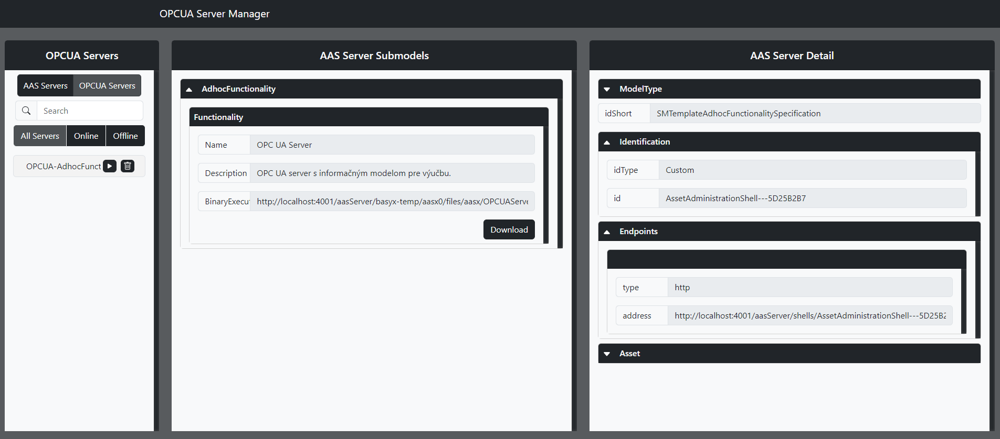 OPCUA Server Manager
OPCUA Servers
AAS Servers
OPCUA Servers
Search
All Servers
Online
Offline
OPCUA-AdhocFunct
AAS Server Submodels
AdhocFunctionality
Functionality
Name
OPC UA Server
Description
OPC UA server s informačným modelom pre výučbu.
BinaryExecu
http://localhost:4001/aasServer/basyx-temp/aasx0/files/aasx/OPCUAServe
Download
AAS Server Detail
ModelType
idShort
SMTemplateAdhocFunctionalitySpecification
Identification
idType
Custom
id
AssetAdministrationShell---5D25B2B7
Endpoints
type
http
address
http://localhost:4001/aasServer/shells/AssetAdministrationShell---5D25B2
Asset